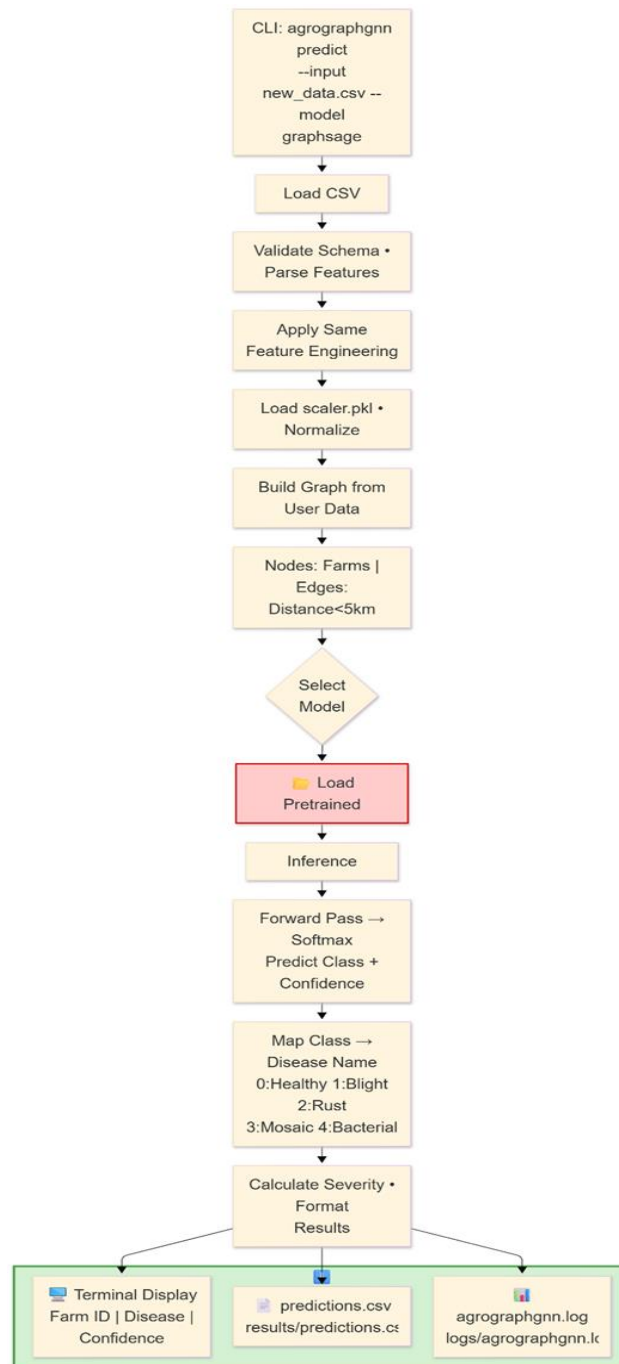 CLI: agrographgnn
predict
--input
new_data.csv --
model
graphsage
Load CSV
Validate Schema •
Parse Features
Apply Same
Feature Engineering
Load scaler.pkl •
Normalize
Build Graph from
User Data
Nodes: Farms |
Edges:
Distance<5km
Select
Model
Load
Pretrained
Inference
Forward Pass →
Softmax
Predict Class +
Confidence
Map Class →
Disease Name
0:Healthy 1:Blight
2:Rust
3:Mosaic 4:Bacterial
Calculate Severity •
Format
Results
Terminal Display
Farm ID | Disease |
Confidence
predictions.csv
results/predictions.cs
agrographgnn.log
logs/agrographgnn.lo